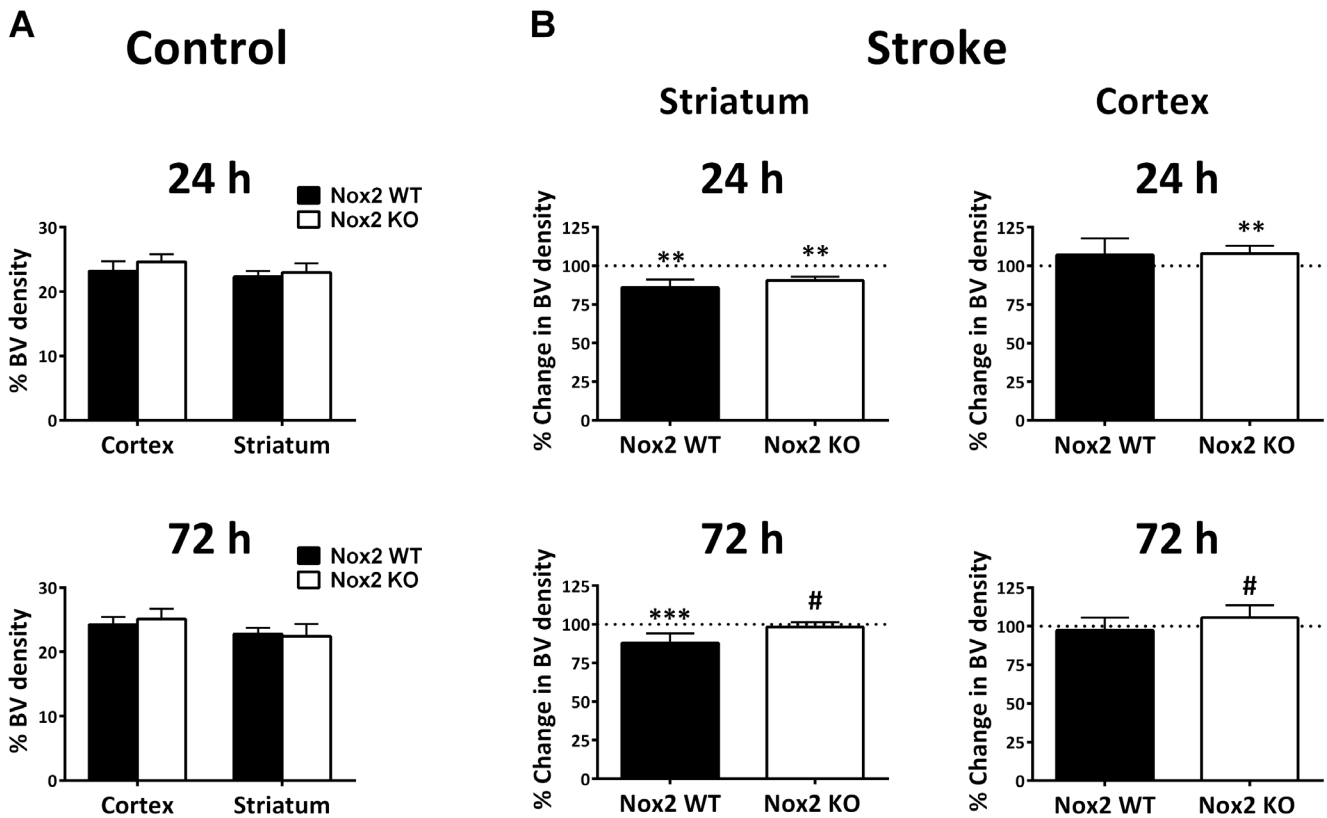 A
Control
24 h
Nox2 WT
Nox2 KO
% BV density
30
20
10
0
Cortex
Striatum
72 h
Nox2 WT
Nox2 KO
% BV density
30
20
10
0
Cortex
Striatum
B
Stroke
Striatum
24 h
% Change in BV density
125
100
75
50
25
0
**
**
Nox2 WT
Nox2 KO
72 h
% Change in BV density
125
100
75
50
25
0
***
#
Nox2 WT
Nox2 KO
Cortex
24 h
% Change in BV density
125
100
75
50
25
0
**
Nox2 WT
Nox2 KO
72 h
% Change in BV density
125
100
75
50
25
0
#
Nox2 WT
Nox2 KO